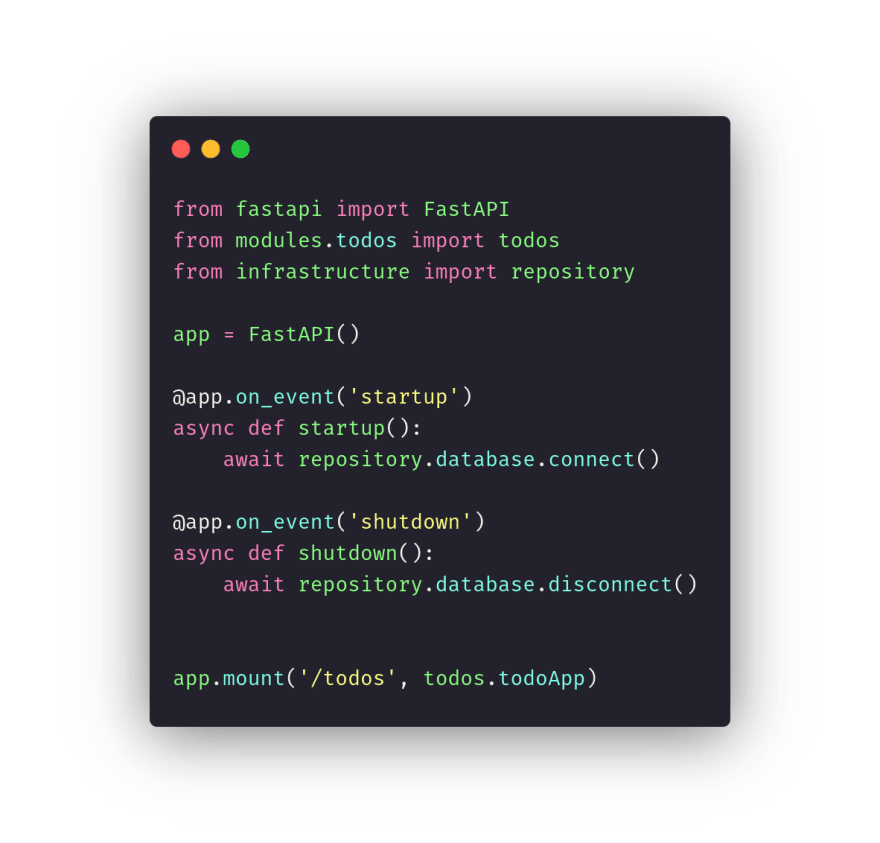 from fastapi import FastAPI
from modules.todos import todos
from infrastructure import repository

app = FastAPI()

@app.on_event('startup')
async def startup():
    await repository.database.connect()

@app.on_event('shutdown')
async def shutdown():
    await repository.database.disconnect()


app.mount('/todos', todos.todoApp)